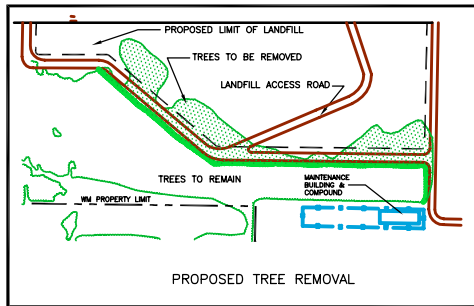 PROPOSED LIMIT OF LANDFILL
TREES TO BE REMOVED
LANDFILL ACCESS ROAD
TREES TO REMAIN
MAINTENANCE
BUILDING &
COMPOUND
WM PROPERTY LIMIT
PROPOSED TREE REMOVAL